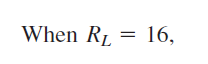 When R_L = 16,